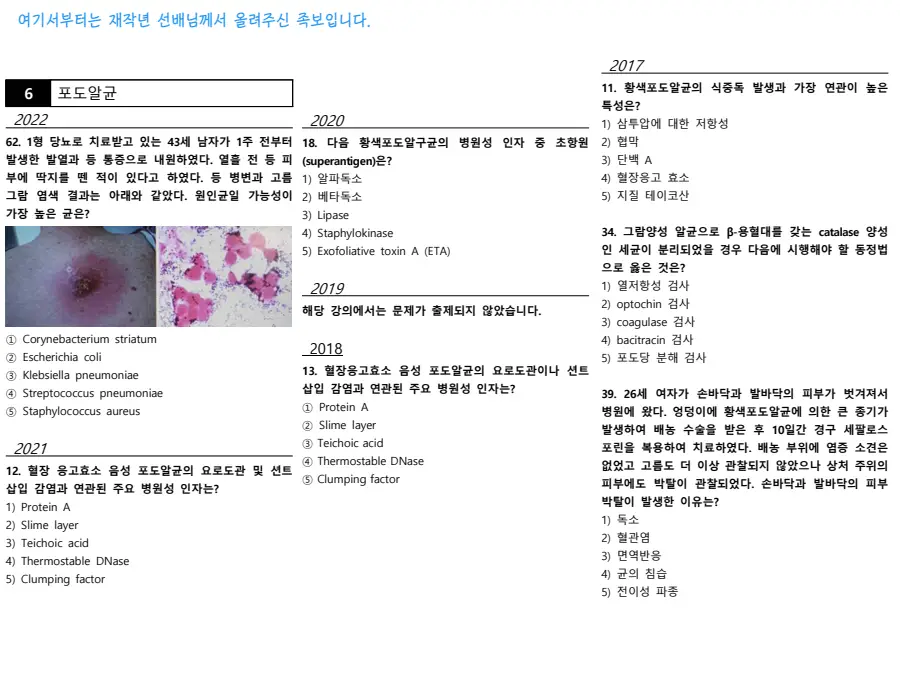 여기서부터는 재작년 선배님께서 올려주신 족보입니다.
6 포도알균
2022
62. 1형 당뇨로 치료받고 있는 43세 남자가 1주 전부터
발생한 발열과 등 통증으로 내원하였다. 열흘 전 등 피
부에 딱지를 뗀 적이 있다고 하였다. 등 병변과 고름
그람 염색 결과는 아래와 같았다. 원인균일 가능성이
가장 높은 균은?
① Corynebacterium striatum
② Escherichia coli
③ Klebsiella pneumoniae
④ Streptococcus pneumoniae
⑤ Staphylococcus aureus
2021
12. 혈장 응고효소 음성 포도알균의 요로도관 및 션트
삽입 감염과 연관된 주요 병원성 인자는?
1) Protein A
2) Slime layer
3) Teichoic acid
4) Thermostable DNase
5) Clumping factor
2020
18. 다음 황색포도알구균의 병원성 인자 중 초항원
(superantigen)은?
1) 알파독소
2) 베타독소
3) Lipase
4) Staphylokinase
5) Exofoliative toxin A (ETA)
2019
해당 강의에서는 문제가 출제되지 않았습니다.
2018
13. 혈장응고효소 음성 포도알균의 요로도관이나 션트
삽입 감염과 연관된 주요 병원성 인자는?
① Protein A
② Slime layer
③ Teichoic acid
④ Thermostable DNase
⑤ Clumping factor
2017
11. 황색포도알균의 식중독 발생과 가장 연관이 높은
특성은?
1) 삼투압에 대한 저항성
2) 협막
3) 단백 A
4) 혈장응고 효소
5) 지질 테이코산
34. 그람양성 알균으로 β-용혈대를 갖는 catalase 양성
인 세균이 분리되었을 경우 다음에 시행해야 할 동정법
으로 옳은 것은?
1) 열저항성 검사
2) optochin 검사
3) coagulase 검사
4) bacitracin 검사
5) 포도당 분해 검사
39. 26세 여자가 손바닥과 발바닥의 피부가 벗겨져서
병원에 왔다. 엉덩이에 황색포도알균에 의한 큰 종기가
발생하여 배농 수술을 받은 후 10일간 경구 세팔로스
포린을 복용하여 치료하였다. 배농 부위에 염증 소견은
없었고 고름도 더 이상 관찰되지 않았으나 상처 주위의
피부에도 박탈이 관찰되었다. 손바닥과 발바닥의 피부
박탈이 발생한 이유는?
1) 독소
2) 혈관염
3) 면역반응
4) 균의 침습
5) 전이성 파종